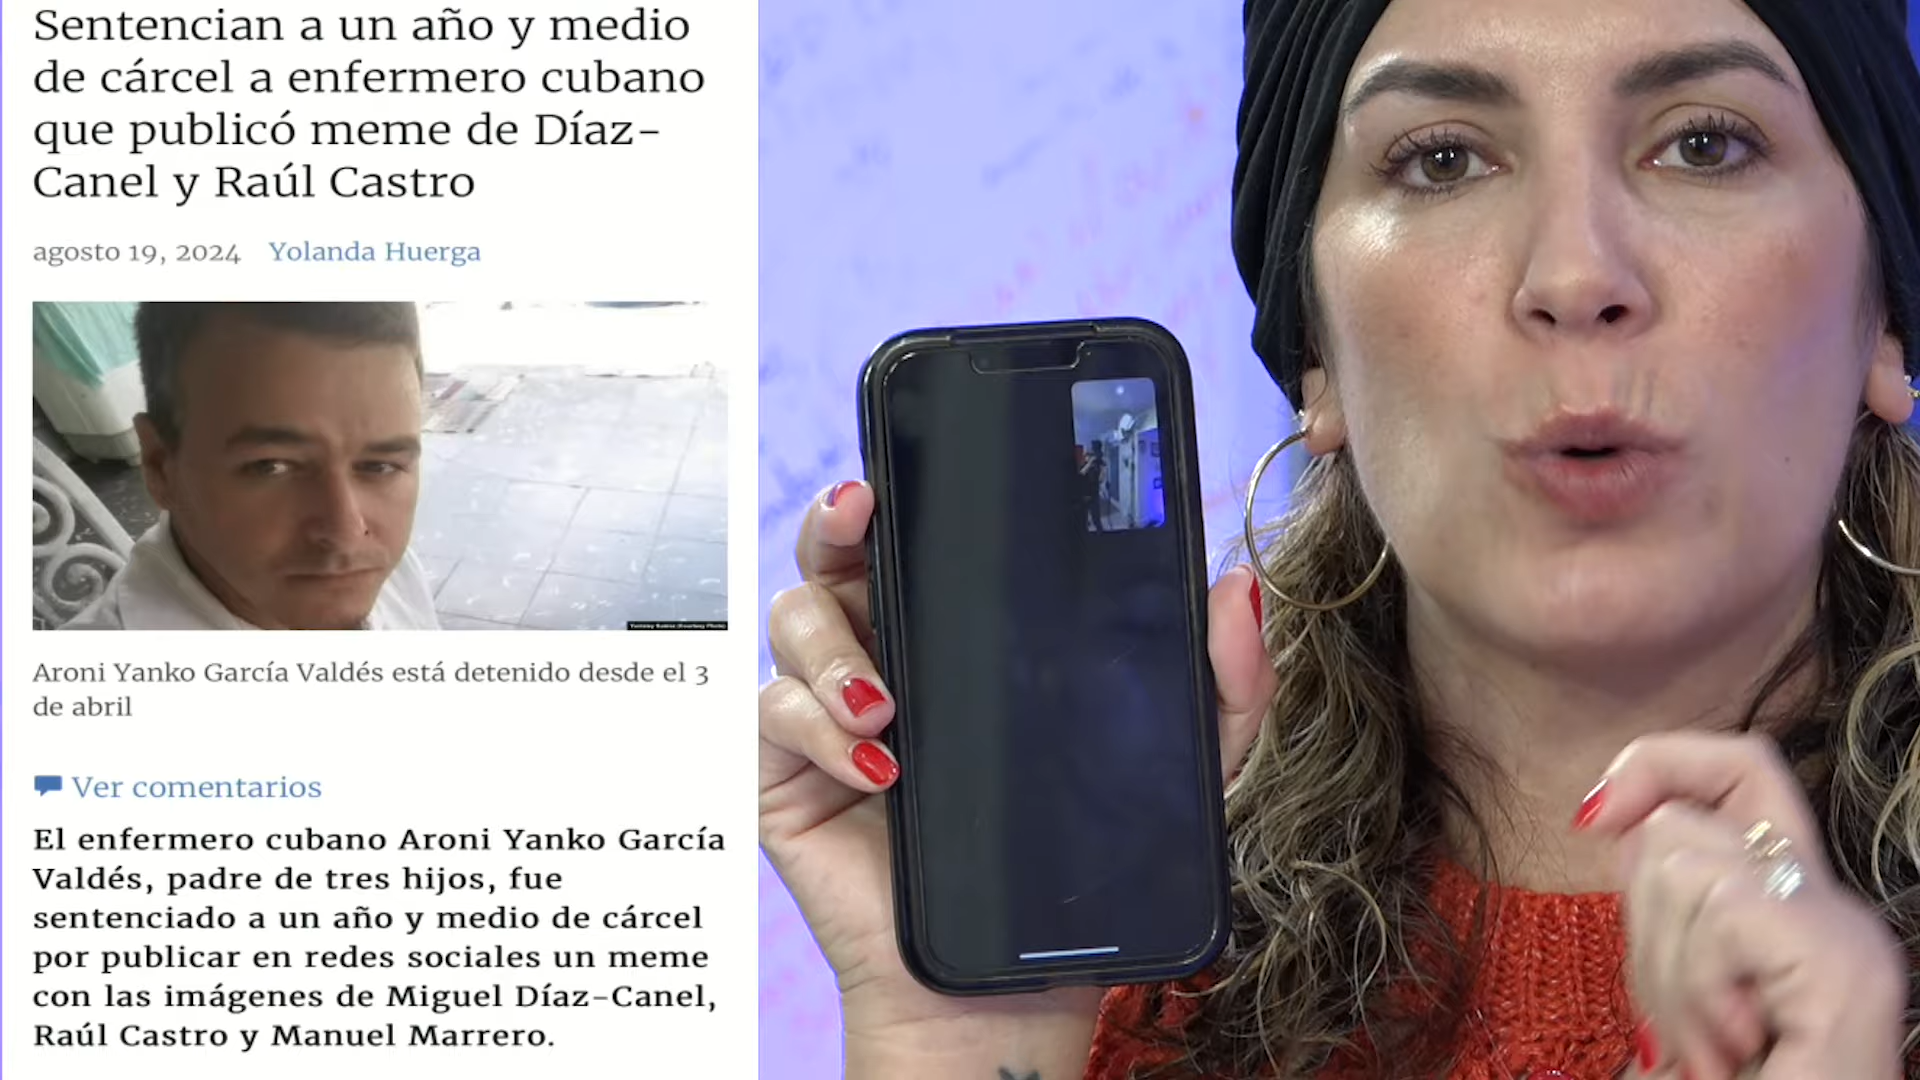 Sentencian a un año y medio
de cárcel a enfermero cubano
que publicó meme de Díaz-
Canel y Raúl Castro
agosto 19, 2024 Yolanda Huerga
Aroni Yanko García Valdés está detenido desde el 3
de abril
Ver comentarios
El enfermero cubano Aroni Yanko García
Valdés, padre de tres hijos, fue
sentenciado a un año y medio de cárcel
por publicar en redes sociales un meme
con las imágenes de Miguel Díaz-Canel,
Raúl Castro y Manuel Marrero.